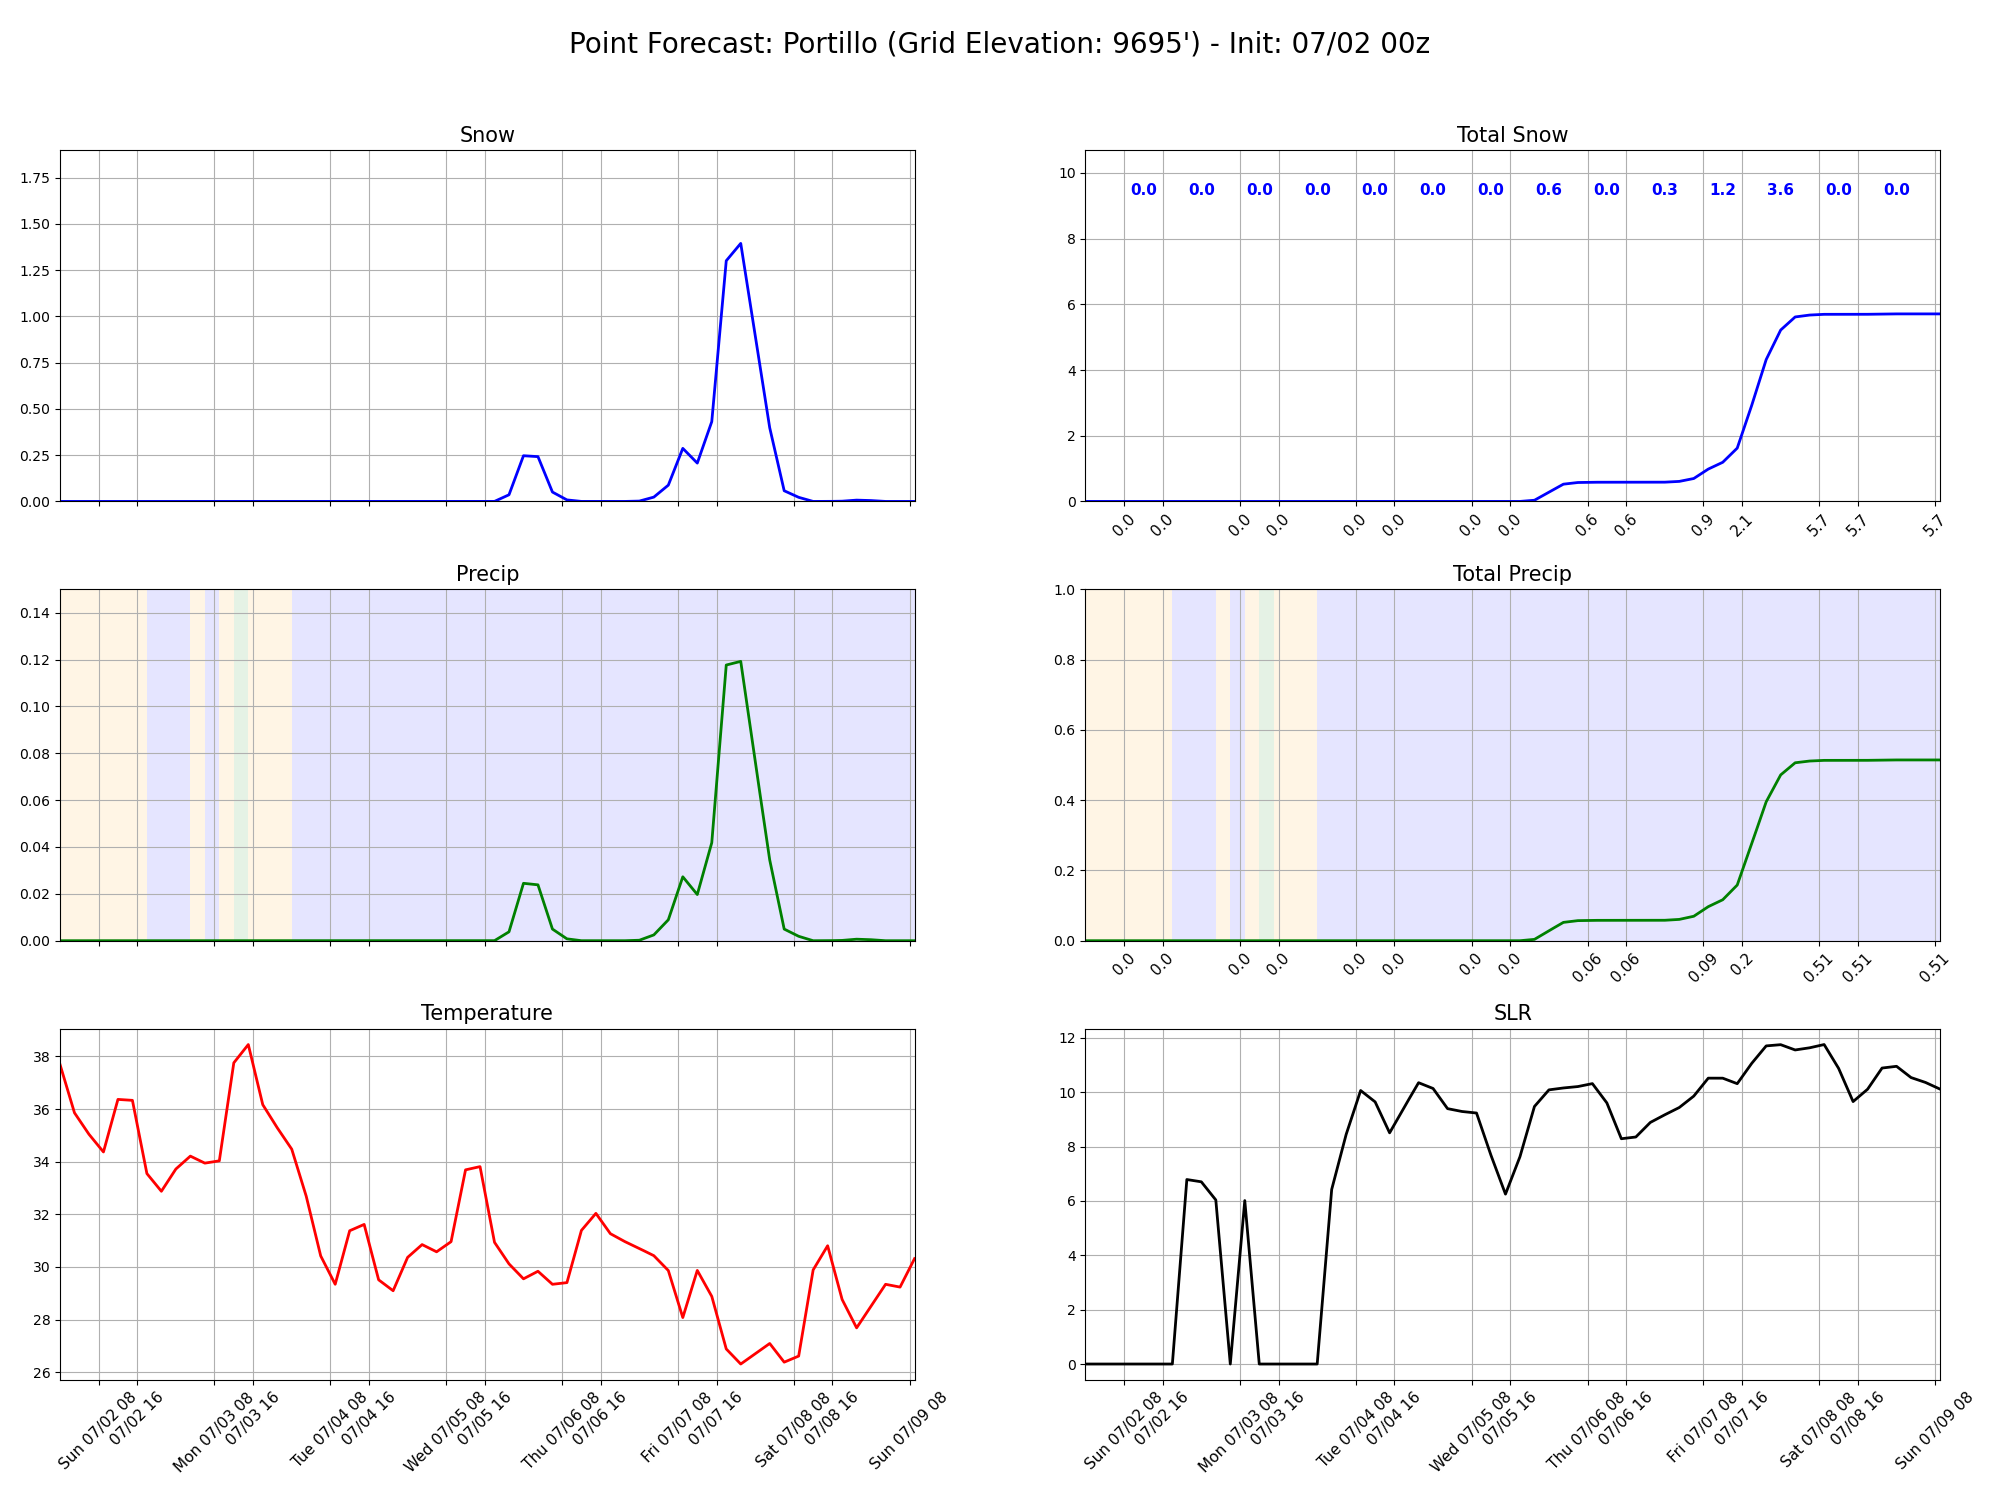 Point Forecast: Portillo (Grid Elevation: 9695') - Init: 07/02 00z
Snow
1.75
1.50
1.25
1.00
0.75
0.50
0.25
0.00
Total Snow
10
8
6
4
2
0
0.0 0.0 0.0 0.0 0.0 0.0 0.0 0.6 0.0 0.3 1.2 3.6 0.0 0.0
0.0 0.0 0.0 0.0 0.0 0.0 0.0 0.0 0.6 0.6 0.9 2.1 5.7 5.7 5.7
Precip
0.14
0.12
0.10
0.08
0.06
0.04
0.02
0.00
Total Precip
1.0
0.8
0.6
0.4
0.2
0.0
0.0 0.0 0.0 0.0 0.0 0.0 0.0 0.0 0.06 0.06 0.09 0.2 0.51 0.51 0.51
Temperature
38
36
34
32
30
28
26
Sun 07/02 08
07/02 16
Mon 07/03 08
07/03 16
Tue 07/04 08
07/04 16
Wed 07/05 08
07/05 16
Thu 07/06 08
07/06 16
Fri 07/07 08
07/07 16
Sat 07/08 08
07/08 16
Sun 07/09 08
SLR
12
10
8
6
4
2
0
Sun 07/02 08
07/02 16
Mon 07/03 08
07/03 16
Tue 07/04 08
07/04 16
Wed 07/05 08
07/05 16
Thu 07/06 08
07/06 16
Fri 07/07 08
07/07 16
Sat 07/08 08
07/08 16
Sun 07/09 08